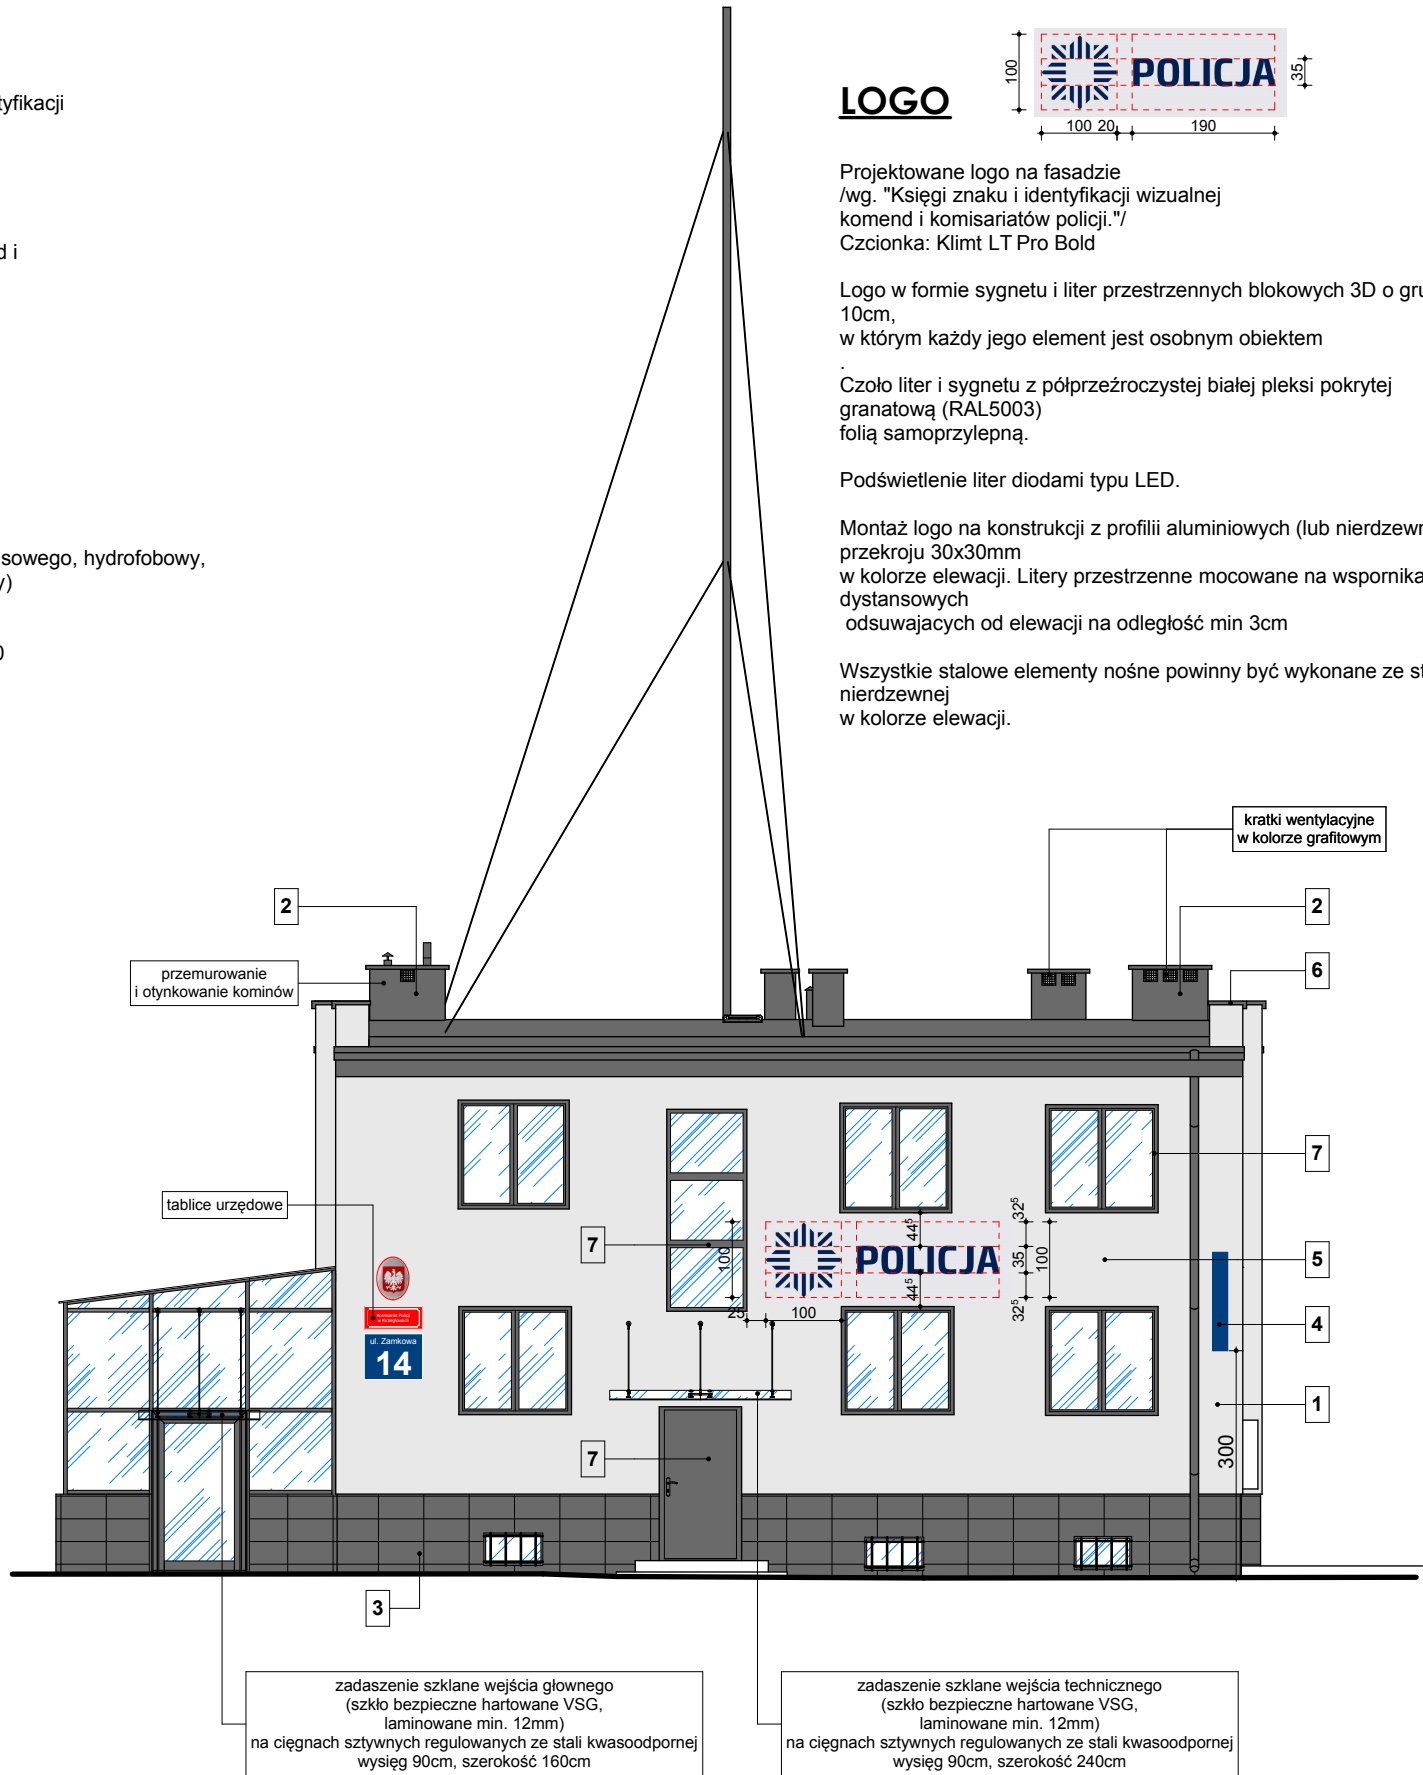 tyfikacji
d i
sowego, hydrofobowy,
y)
0
LOGO
POLICJA
100
35
100 20
190
Projektowane logo na fasadzie
/wg. "Księgi znaku i identyfikacji wizualnej
komend i komisariatów policji."/
Czcionka: Klimt LT Pro Bold
Logo w formie sygnetu i liter przestrzennych blokowych 3D o gru
10cm,
w którym każdy jego element jest osobnym obiektem
.
Czoło liter i sygnetu z półprzeźroczystej białej pleksi pokrytej
granatową (RAL5003)
folią samoprzylepną.
Podświetlenie liter diodami typu LED.
Montaż logo na konstrukcji z profilii aluminiowych (lub nierdzewn
przekroju 30x30mm
w kolorze elewacji. Litery przestrzenne mocowane na wspornika
dystansowych
odsuwajacych od elewacji na odległość min 3cm
Wszystkie stalowe elementy nośne powinny być wykonane ze st
nierdzewnej
w kolorze elewacji.
kratki wentylacyjne
w kolorze grafitowym
2
2
6
przemurowanie
i otynkowanie kominów
7
tablice urzędowe
7
100
POLICJA
44⁵
44⁵
32⁵
35
32⁵
100
5
25
100
Komisariat Policji
ul. Zamkowa
14
4
1
300
7
3
zadaszenie szklane wejścia głownego
(szkło bezpieczne hartowane VSG,
laminowane min. 12mm)
na cięgnach sztywnych regulowanych ze stali kwasoodpornej
wysięg 90cm, szerokość 160cm
zadaszenie szklane wejścia technicznego
(szkło bezpieczne hartowane VSG,
laminowane min. 12mm)
na cięgnach sztywnych regulowanych ze stali kwasoodpornej
wysięg 90cm, szerokość 240cm